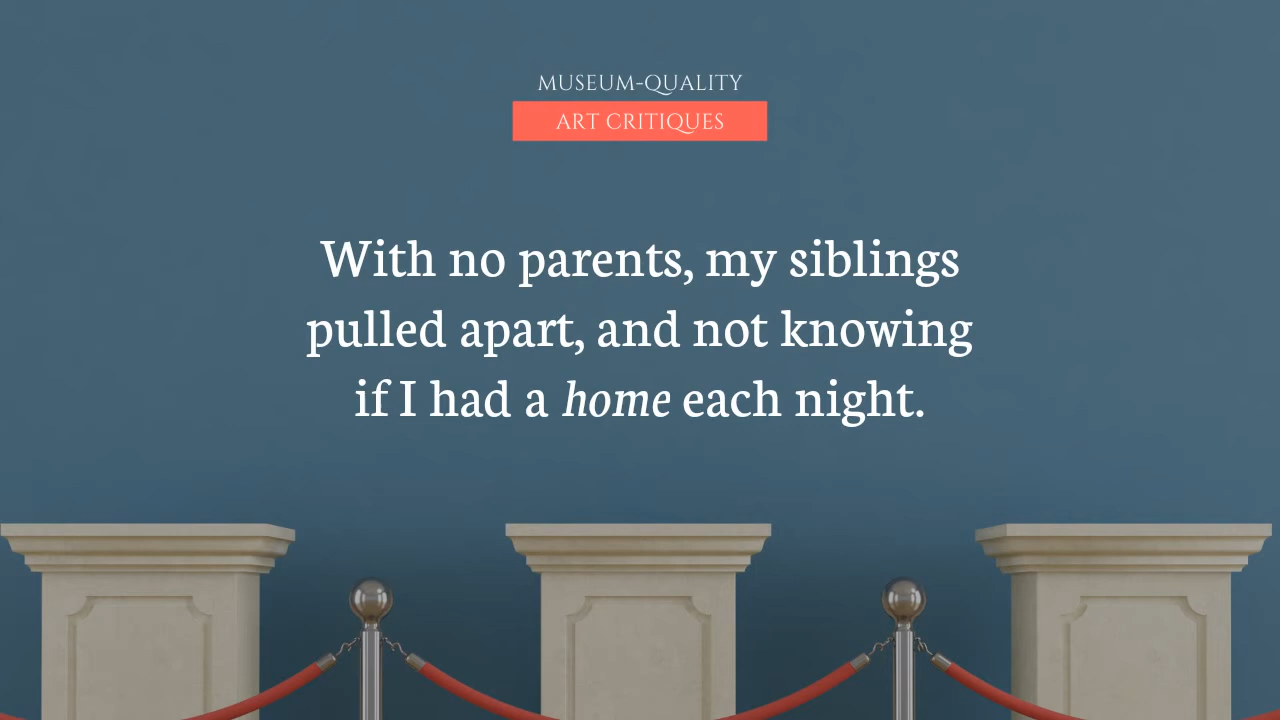 MUSEUM-QUALITY
ART CRITIQUES
With no parents, my siblings
pulled apart, and not knowing
if I had a home each night.